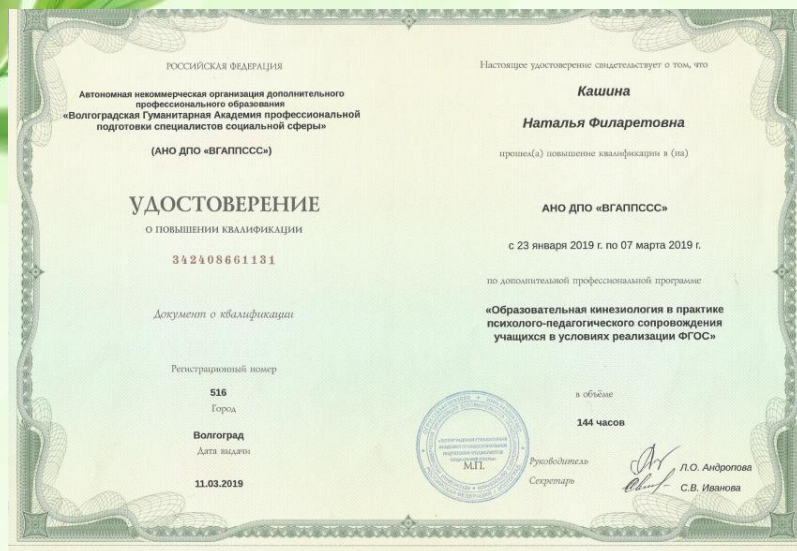 РОССИЙСКАЯ ФЕДЕРАЦИЯ
Автономная некоммерческая организация дополнительного
профессионального образования
«Волгоградская Гуманитарная Академия профессиональной
подготовки специалистов социальной сферы»
(АНО ДПО «ВГАППССС»)
УДОСТОВЕРЕНИЕ
О ПОВЫШЕНИИ КВАЛИФИКАЦИИ
342408661131
Документ о квалификации
Регистрационный номер
516
Город
Волгоград
Дата выдачи
11.03.2019
Настоящее удостоверение свидетельствует о том, что
Кашина
Наталья Филаретовна
прошел(а) повышение квалификации в (на)
АНО ДПО «ВГАППССС»
с 23 января 2019 г. по 07 марта 2019 г.
по дополнительной профессиональной программе
«Образовательная кинезиология в практике
психолого-педагогического сопровождения
учащихся в условиях реализации ФГОС»
в объёме
144 часов
М.П.
Руководитель
Л.О. Андропова
Секретарь
С.В. Иванова